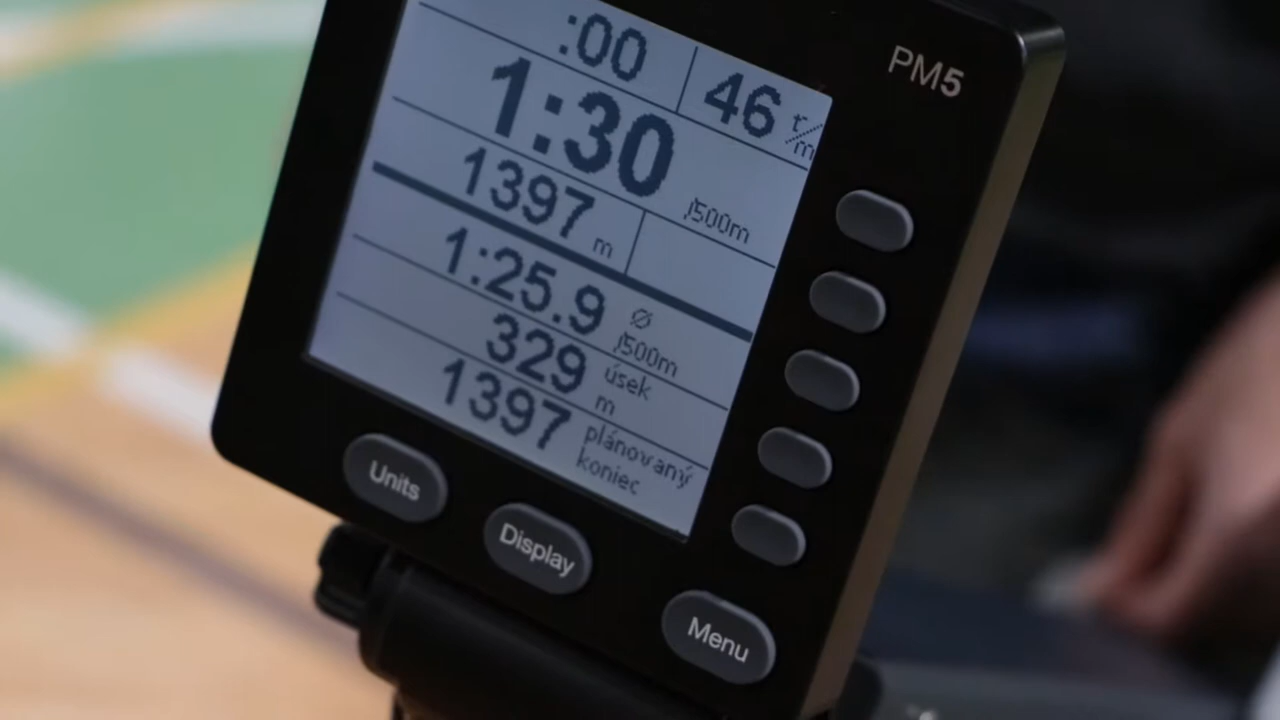 PM5
:00 46 t/m
1:30 /500m
1397 m
1:25.9 Ø /500m
329 úsek m
1397 plánovaný koniec
Units
Display
Menu